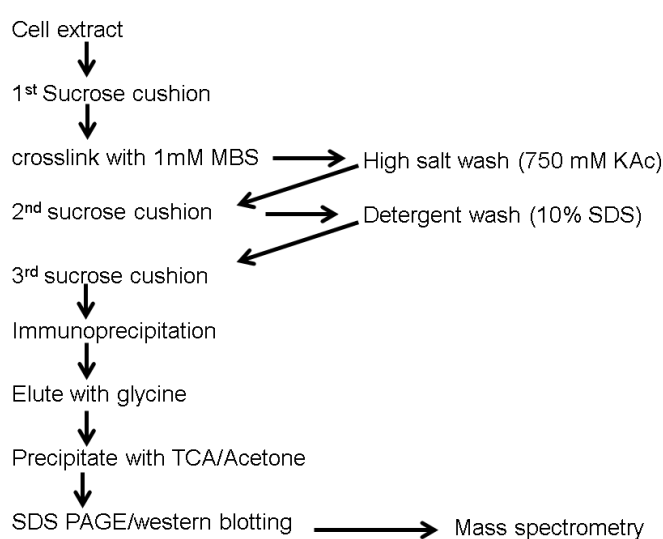 Cell extract
1st Sucrose cushion
crosslink with 1mM MBS
High salt wash (750 mM KAc)
2nd sucrose cushion
Detergent wash (10% SDS)
3rd sucrose cushion
Immunoprecipitation
Elute with glycine
Precipitate with TCA/Acetone
SDS PAGE/western blotting
Mass spectrometry